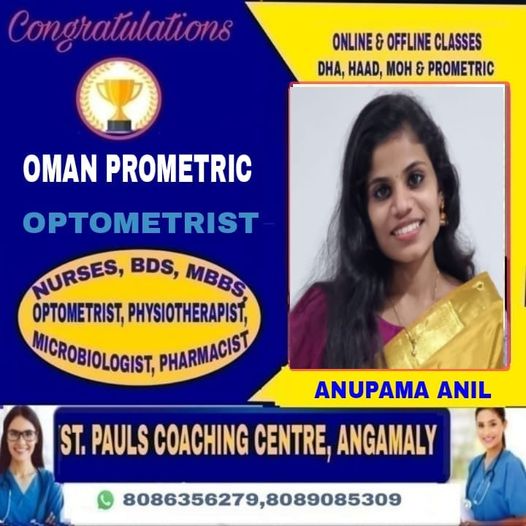 Congratulations
ONLINE & OFFLINE CLASSES
DHA, HAAD, MOH & PROMETRIC
OMAN PROMETRIC
OPTOMETRIST
NURSES, BDS, MBBS,
OPTOMETRIST, PHYSIOTHERAPIST,
MICROBIOLOGIST, PHARMACIST
ANUPAMA ANIL
ST. PAULS COACHING CENTRE, ANGAMALY
8086356279,8089085309